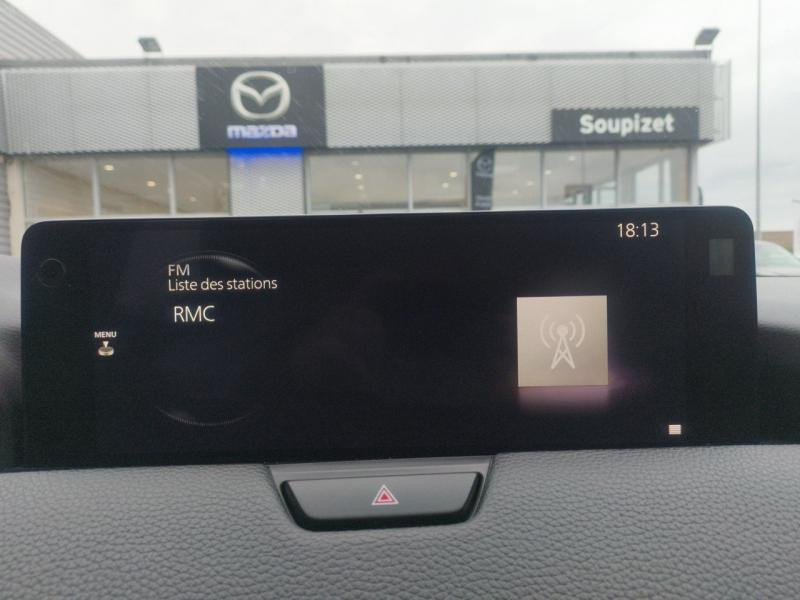 mazda
Soupizet
18:13
FM
Liste des stations
RMC
MENU